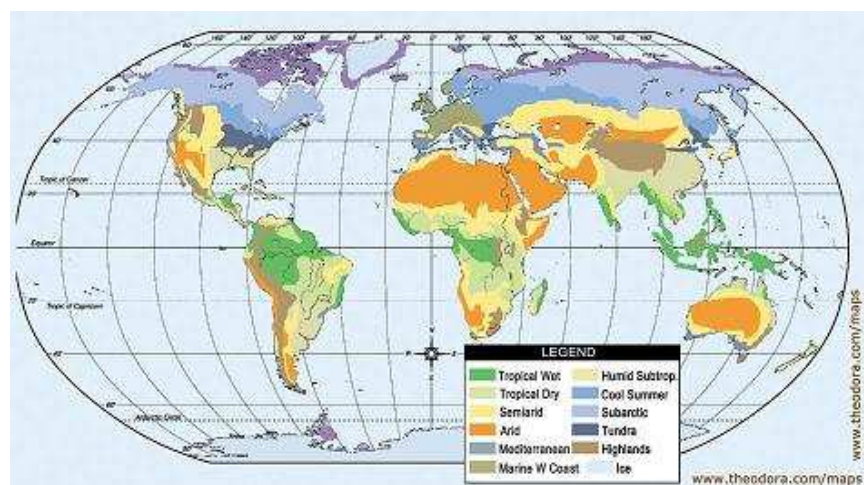 Tropic of Cancer
Equator
Tropic of Capricorn
Antarctic Circle
LEGEND
Tropical Wet
Tropical Dry
Semiarid
Arid
Mediterranean
Marine W Coast
Humid Subtrop.
Cool Summer
Subarctic
Tundra
Highlands
Ice
www.theodora.com/maps
www.theodora.com/maps